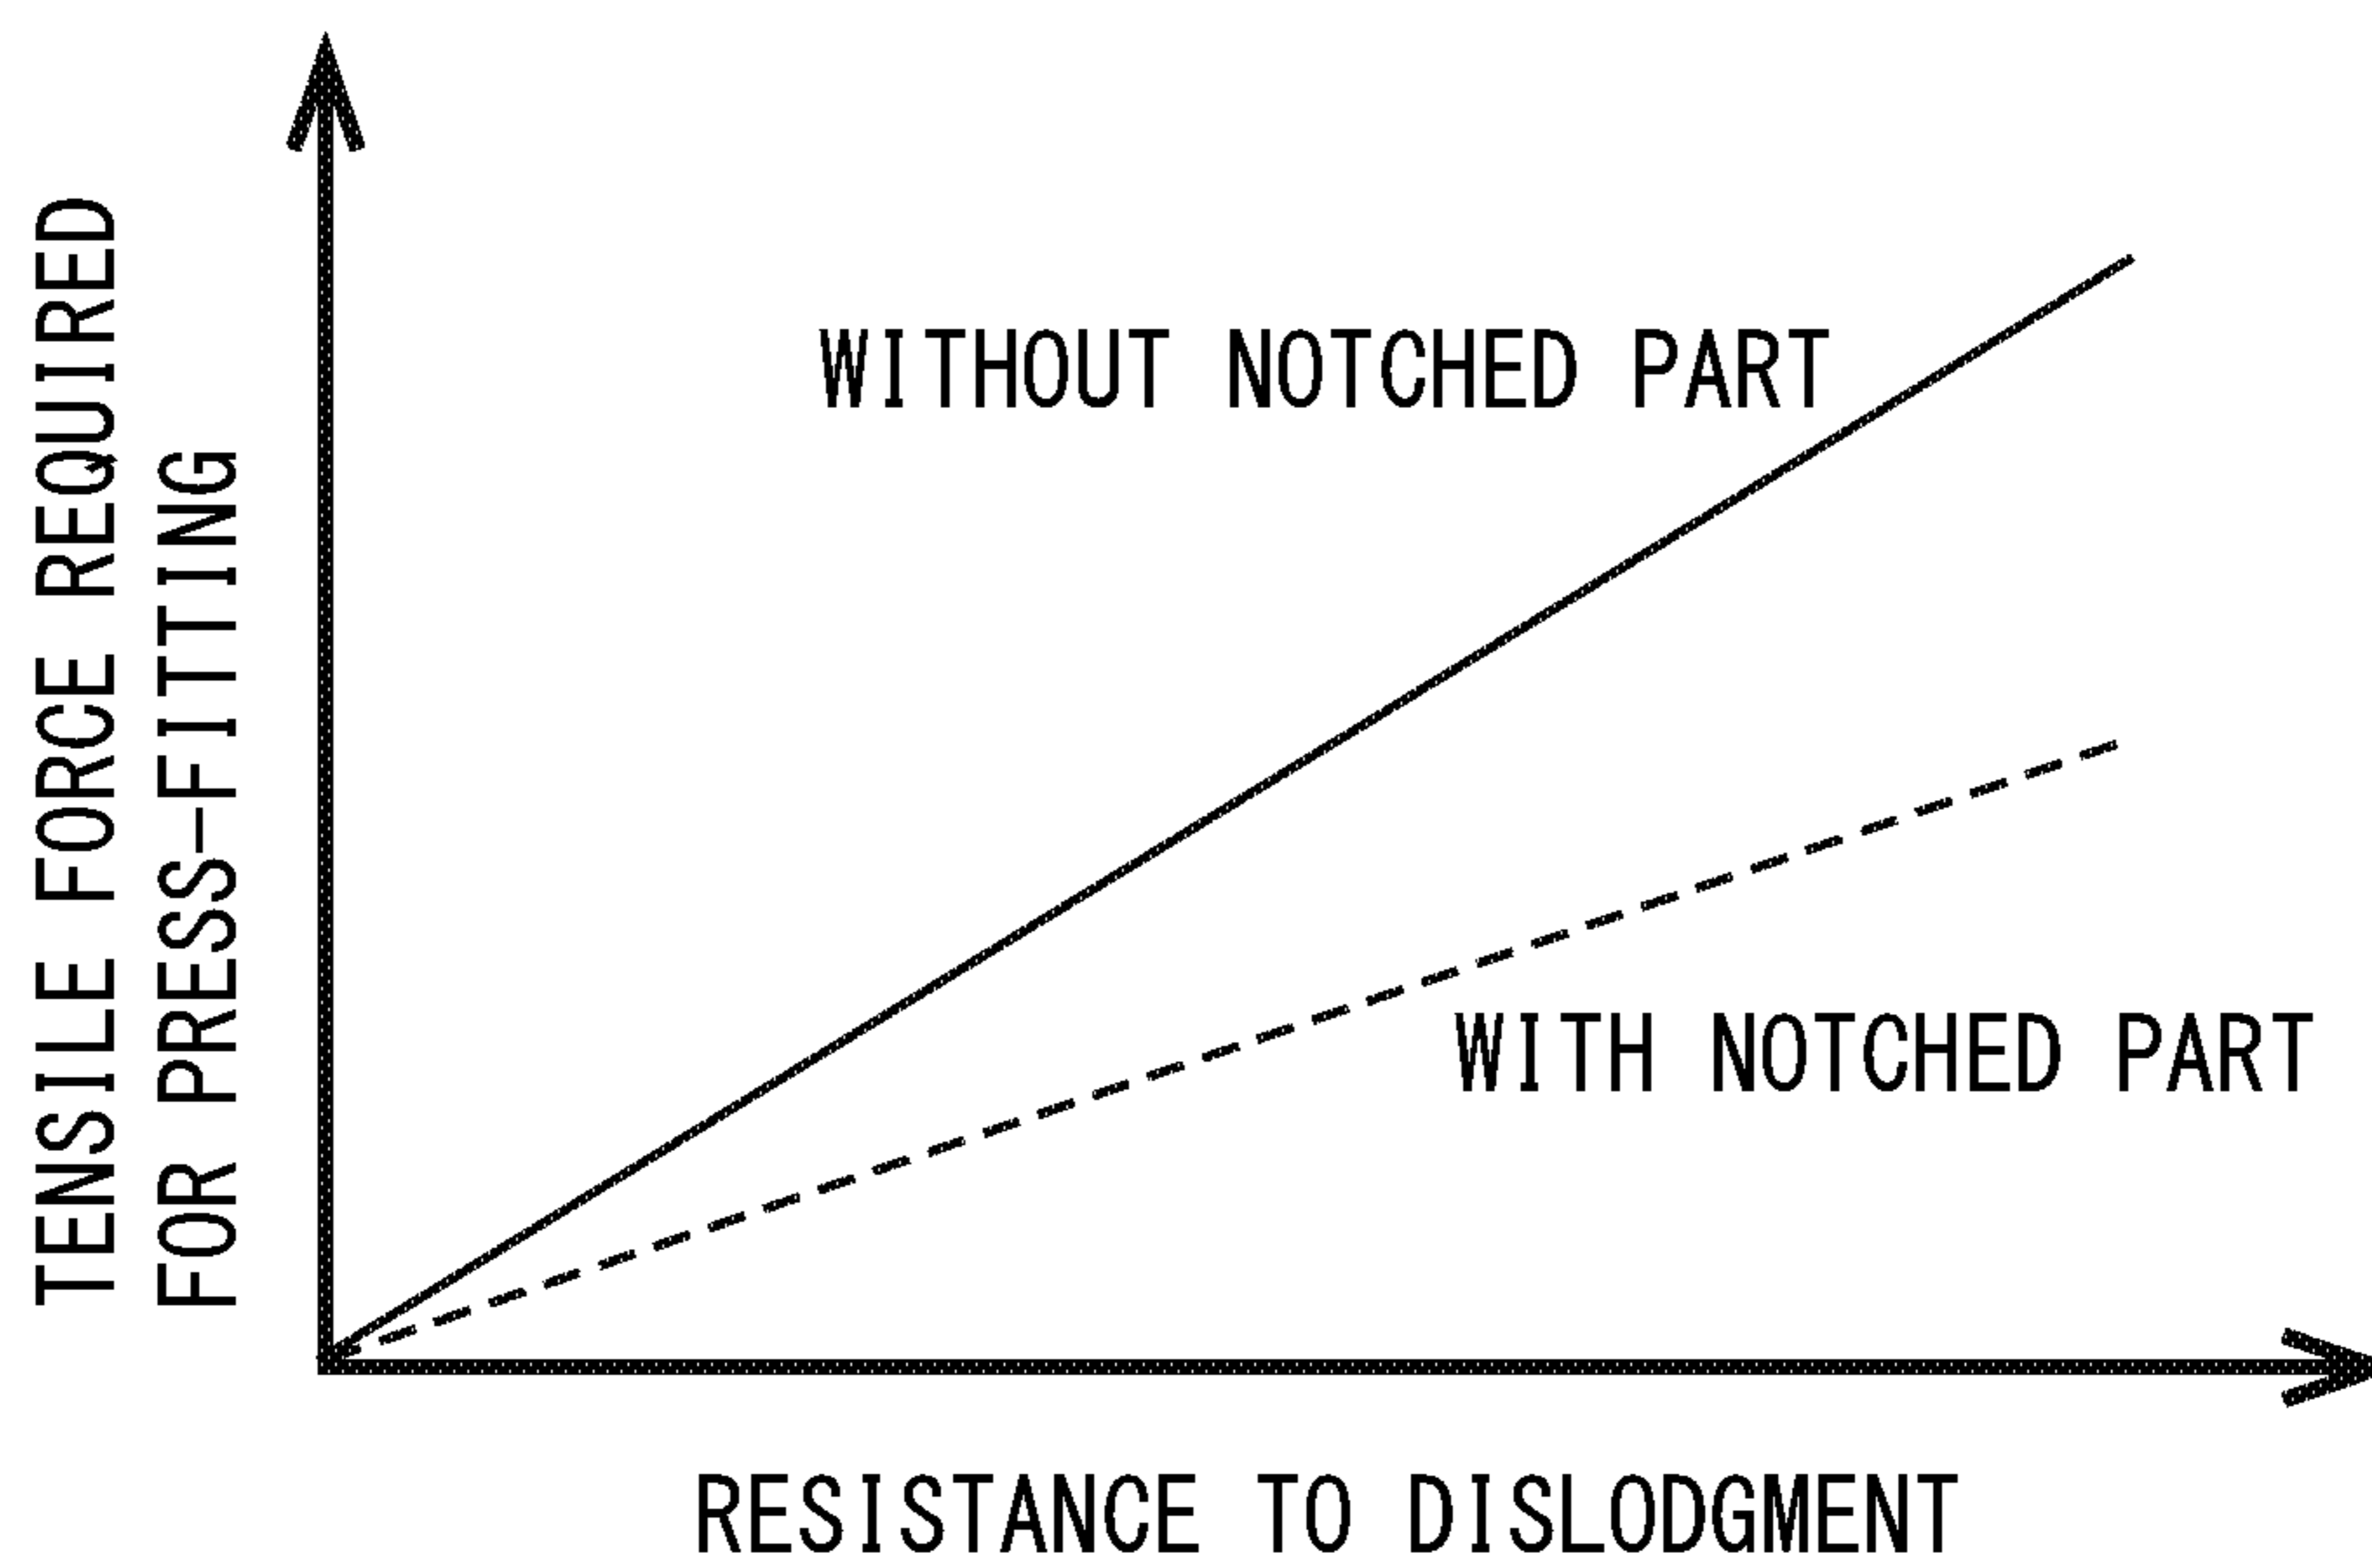 TENSILE FORCE REQUIRED
FOR PRESS-FITTING
WITHOUT NOTCHED PART
WITH NOTCHED PART
RESISTANCE TO DISLODGMENT